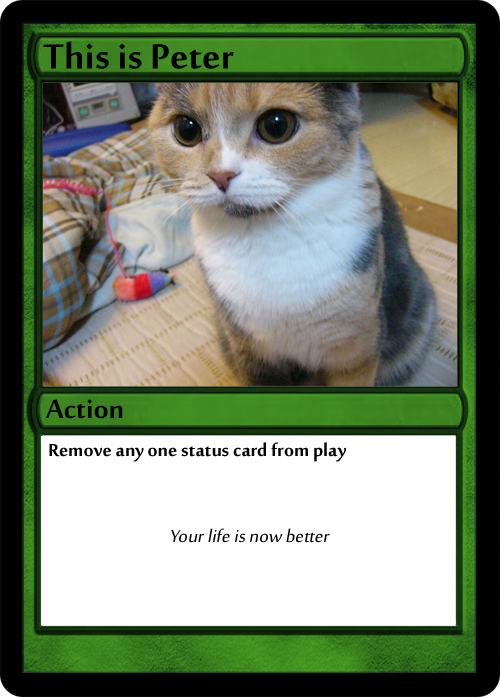 This is Peter
Action
Remove any one status card from play
Your life is now better